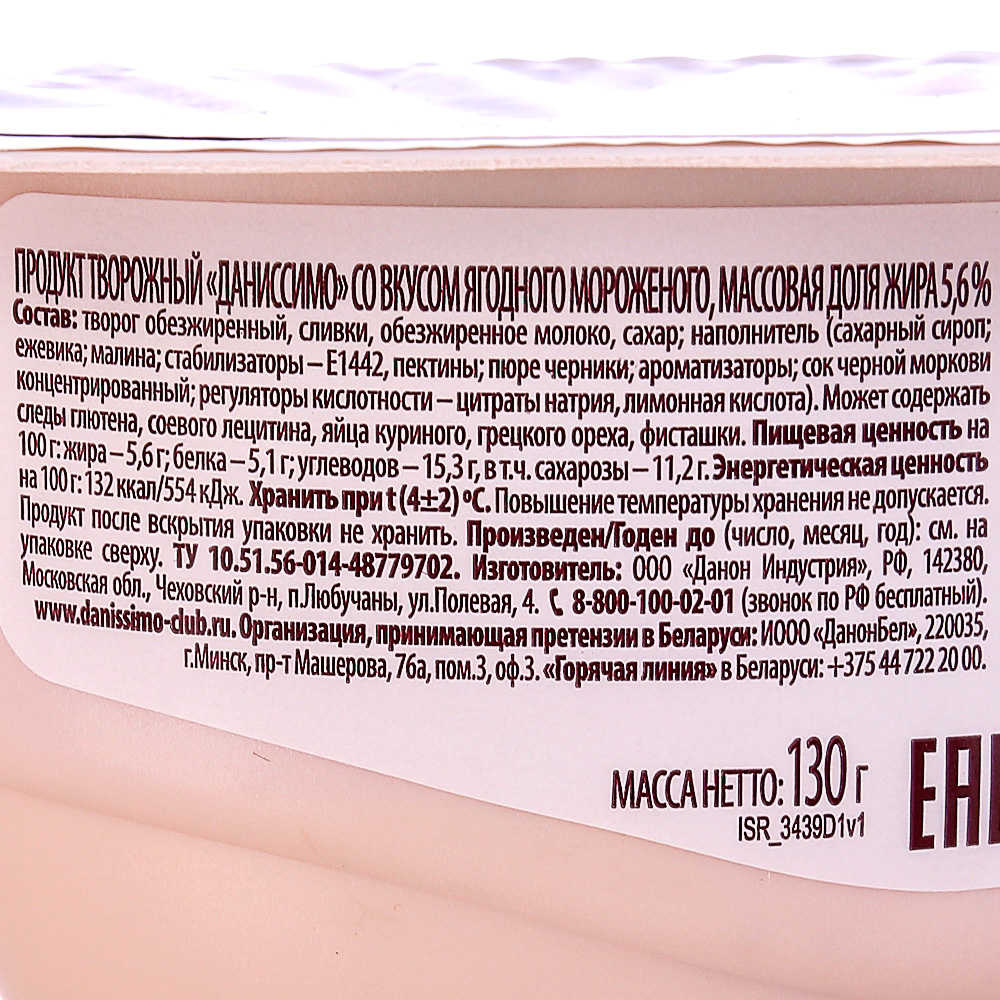 ПРОДУКТ ТВОРОЖНЫЙ «ДАНИССИМО» СО ВКУСОМ ЯГОДНОГО МОРОЖЕНОГО, МАССОВАЯ ДОЛЯ ЖИРА 5,6%
Состав: творог обезжиренный, сливки, обезжиренное молоко, сахар; наполнитель (сахарный сироп;
ежевика; малина; стабилизаторы – Е1442, пектины; пюре черники; ароматизаторы; сок черной моркови
концентрированный; регуляторы кислотности – цитраты натрия, лимонная кислота). Может содержать
следы глютена, соевого лецитина, яйца куриного, грецкого ореха, фисташки. Пищевая ценность на
100 г: жира – 5,6 г; белка – 5,1 г; углеводов – 15,3 г, в т.ч. сахарозы – 11,2 г. Энергетическая ценность
на 100 г: 132 ккал/554 кДж. Хранить при t (4±2) ºС. Повышение температуры хранения не допускается.
Продукт после вскрытия упаковки не хранить. Произведен/Годен до (число, месяц, год): см. на
упаковке сверху. ТУ 10.51.56-014-48779702. Изготовитель: ООО «Данон Индустрия», РФ, 142380,
Московская обл., Чеховский р-н, п.Любучаны, ул.Полевая, 4. 8-800-100-02-01 (звонок по РФ бесплатный).
www.danissimo-club.ru. Организация, принимающая претензии в Беларуси: ИООО «ДанонБел», 220035,
г.Минск, пр-т Машерова, 76а, пом.3, оф.3. «Горячая линия» в Беларуси: +375 44 722 20 00.
МАССА НЕТТО: 130 г
ISR_3439D1v1
EAC